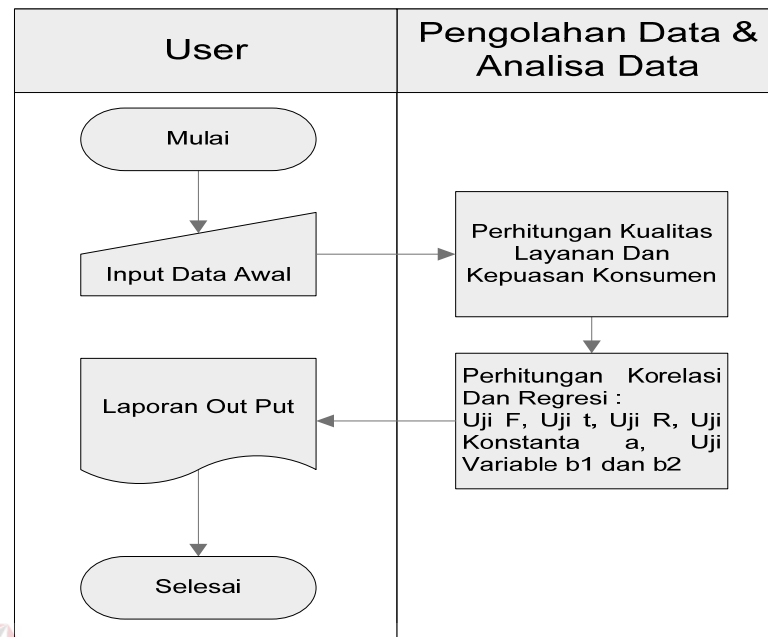 User
Pengolahan Data &
Analisa Data
Mulai
Input Data Awal
Perhitungan Kualitas
Layanan Dan
Kepuasan Konsumen
Perhitungan Korelasi
Dan Regresi :
Uji F, Uji t, Uji R, Uji
Konstanta a, Uji
Variable b1 dan b2
Laporan Out Put
Selesai